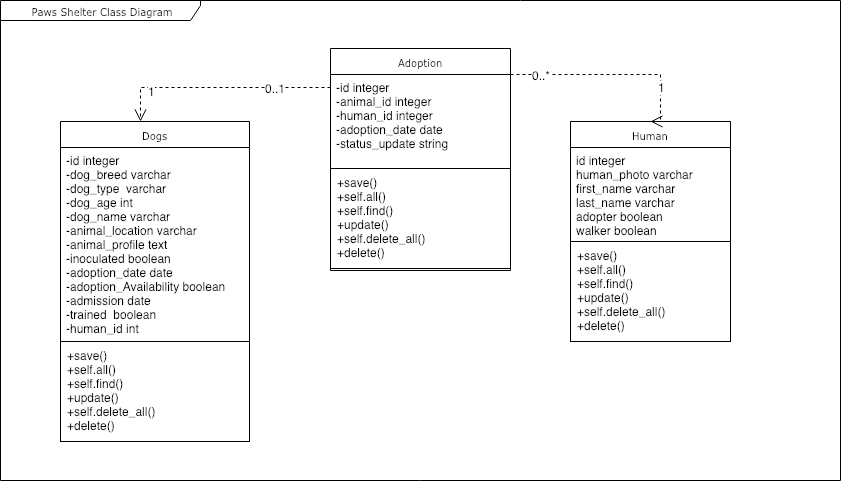 Paws Shelter Class Diagram
Adoption
-id integer
-animal_id integer
-human_id integer
-adoption_date date
-status_update string
+save()
+self.all()
+self.find()
+update()
+self.delete_all()
+delete()
0..1
1
0..*
1
Dogs
-id integer
-dog_breed varchar
-dog_type varchar
-dog_age int
-dog_name varchar
-animal_location varchar
-animal_profile text
-inoculated boolean
-adoption_date date
-adoption_Availability boolean
-admission date
-trained boolean
-human_id int
+save()
+self.all()
+self.find()
+update()
+self.delete_all()
+delete()
Human
id integer
human_photo varchar
first_name varchar
last_name varchar
adopter boolean
walker boolean
+save()
+self.all()
+self.find()
+update()
+self.delete_all()
+delete()